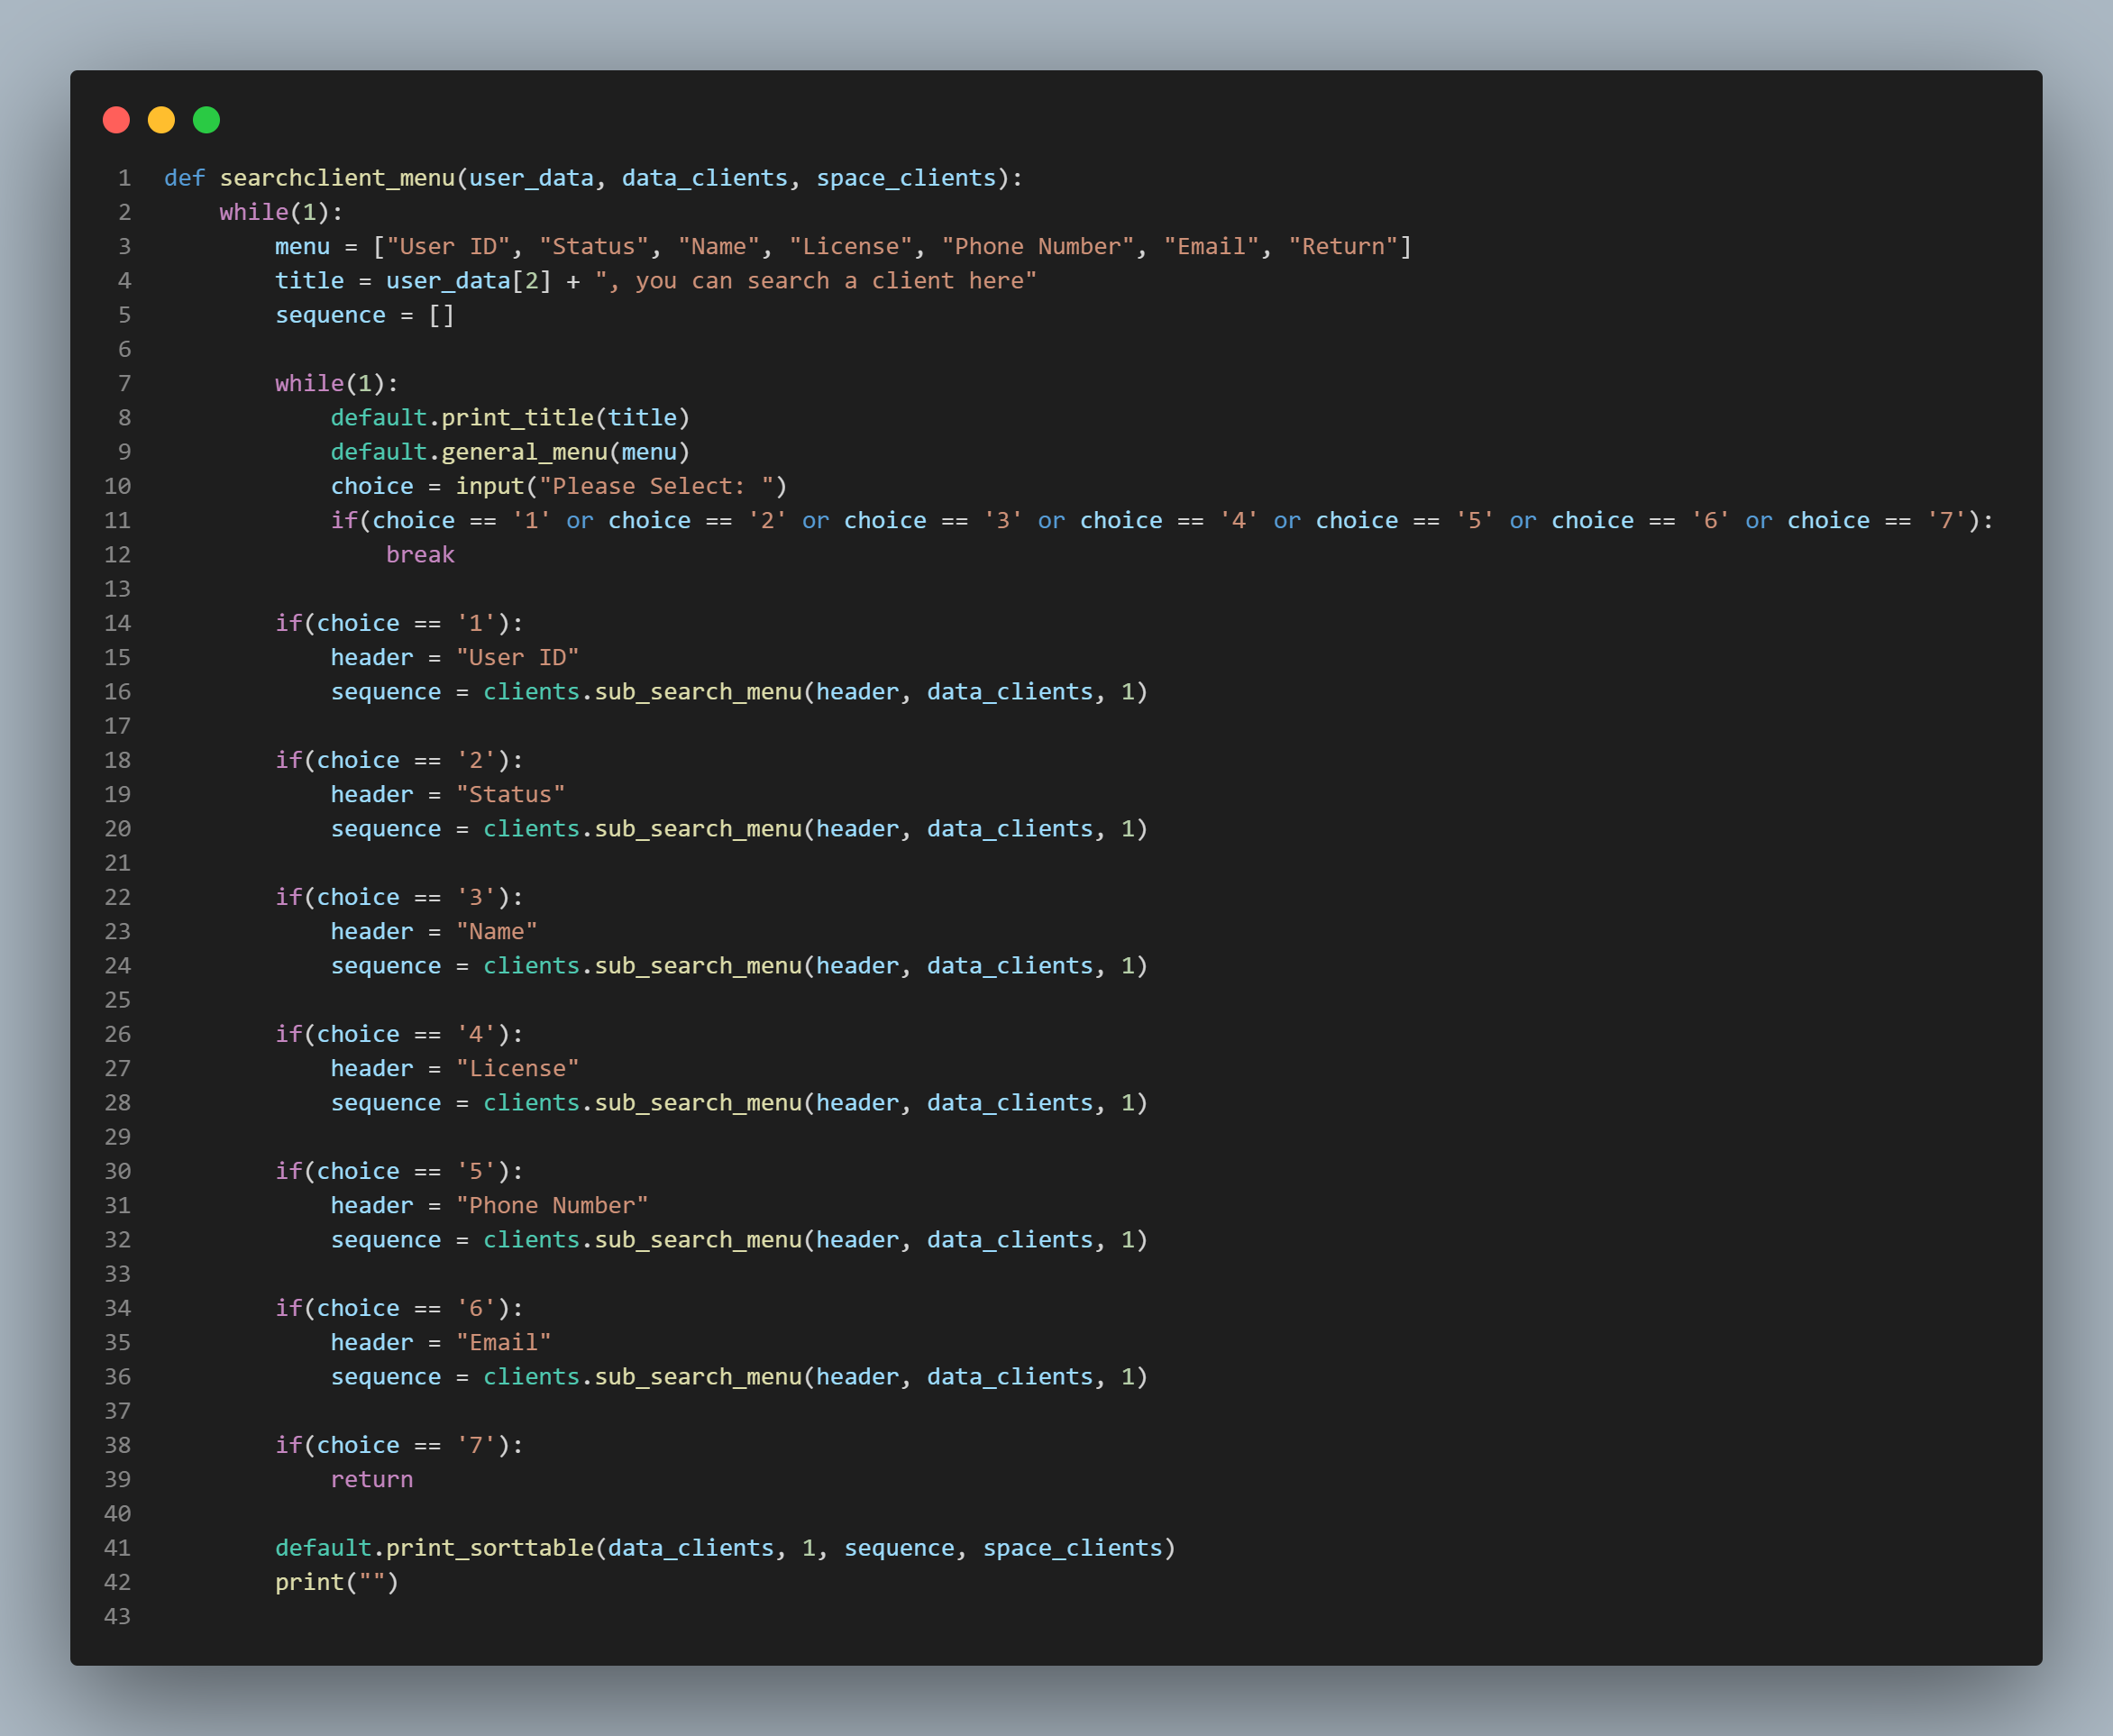 1 def searchclient_menu(user_data, data_clients, space_clients):
2     while(1):
3         menu = ["User ID", "Status", "Name", "License", "Phone Number", "Email", "Return"]
4         title = user_data[2] + ", you can search a client here"
5         sequence = []
6
7         while(1):
8             default.print_title(title)
9             default.general_menu(menu)
10             choice = input("Please Select: ")
11             if(choice == '1' or choice == '2' or choice == '3' or choice == '4' or choice == '5' or choice == '6' or choice == '7'):
12                 break
13
14         if(choice == '1'):
15             header = "User ID"
16             sequence = clients.sub_search_menu(header, data_clients, 1)
17
18         if(choice == '2'):
19             header = "Status"
20             sequence = clients.sub_search_menu(header, data_clients, 1)
21
22         if(choice == '3'):
23             header = "Name"
24             sequence = clients.sub_search_menu(header, data_clients, 1)
25
26         if(choice == '4'):
27             header = "License"
28             sequence = clients.sub_search_menu(header, data_clients, 1)
29
30         if(choice == '5'):
31             header = "Phone Number"
32             sequence = clients.sub_search_menu(header, data_clients, 1)
33
34         if(choice == '6'):
35             header = "Email"
36             sequence = clients.sub_search_menu(header, data_clients, 1)
37
38         if(choice == '7'):
39             return
40
41         default.print_sorttable(data_clients, 1, sequence, space_clients)
42         print("")
43